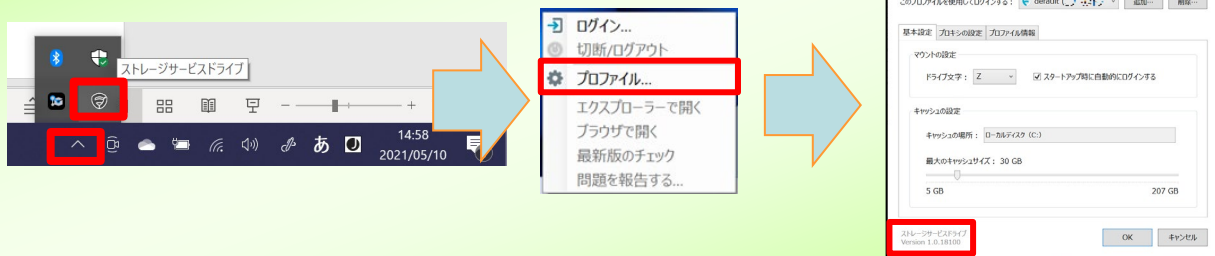 ストレージサービスドライブ
あ
14:58
2021/05/10
ログイン...
切断/ログアウト
プロファイル...
エクスプローラーで開く
ブラウザで開く
最新版のチェック
問題を報告する...
このプロファイルを使用してログインする： default (
追加... 削除...
基本設定 プロキシの設定 プロファイル情報
マウントの設定
ドライブ文字： Z
スタートアップ時に自動的にログインする
キャッシュの設定
キャッシュの場所： ローカルディスク (C:)
最大のキャッシュサイズ： 30 GB
5 GB 207 GB
ストレージサービスドライブ
Version 1.0.18100
OK キャンセル